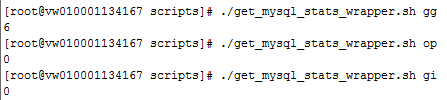 [root@vw010001134167 scripts]# ./get_mysql_stats_wrapper.sh gg
6
[root@vw010001134167 scripts]# ./get_mysql_stats_wrapper.sh op
0
[root@vw010001134167 scripts]# ./get_mysql_stats_wrapper.sh gi
0